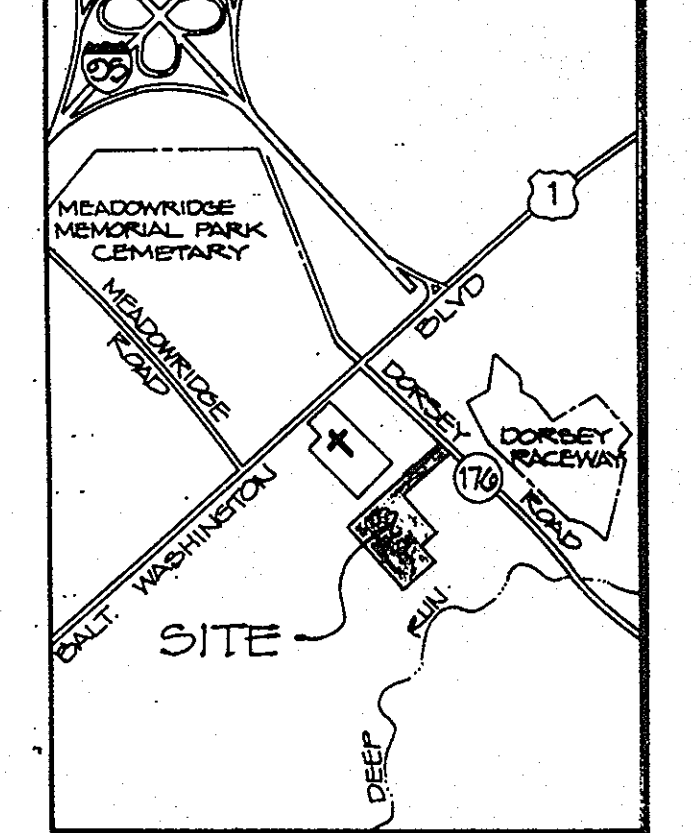 95
MEADOWRIDGE
MEMORIAL PARK
CEMETARY
1
MEADOWRIDGE
ROAD
BLVD
DORSEY
DORSEY
RACEWAY
176
ROAD
BALT. WASHINGTON
SITE
RUN
DEEP